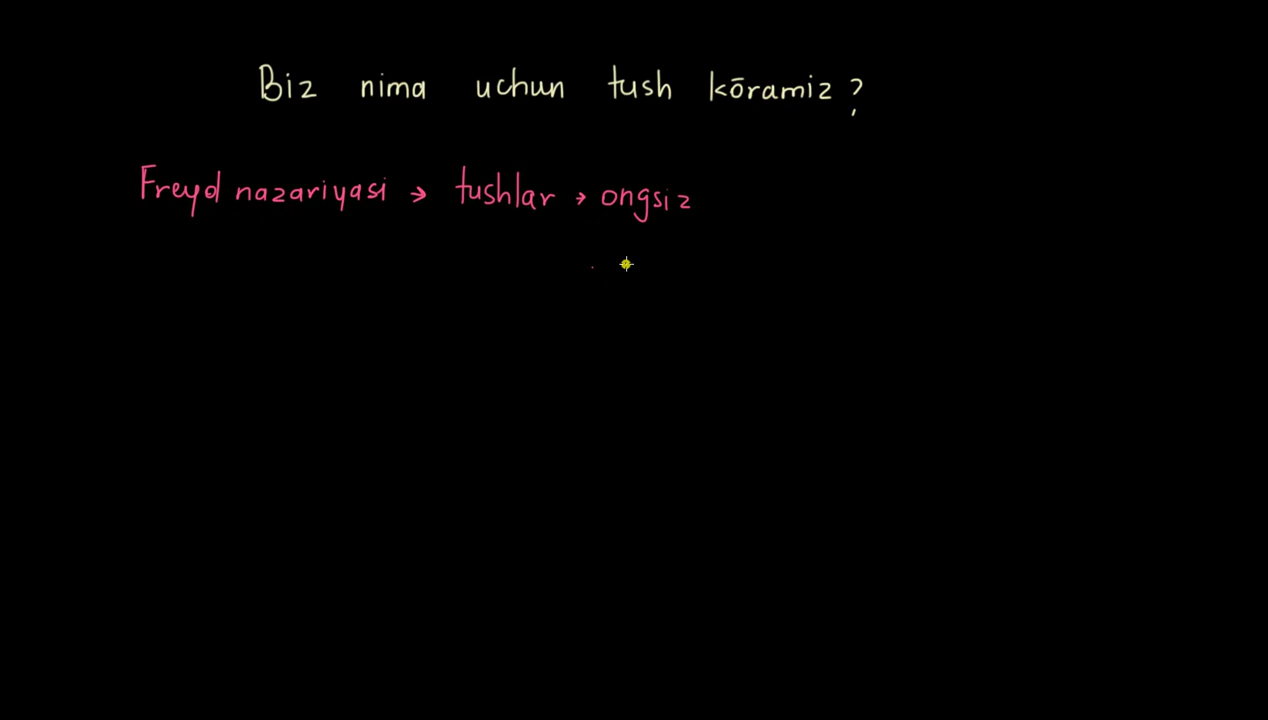 Biz nima uchun tush kōramiz?
Freyd nazariyasi → tushlar → ongsiz